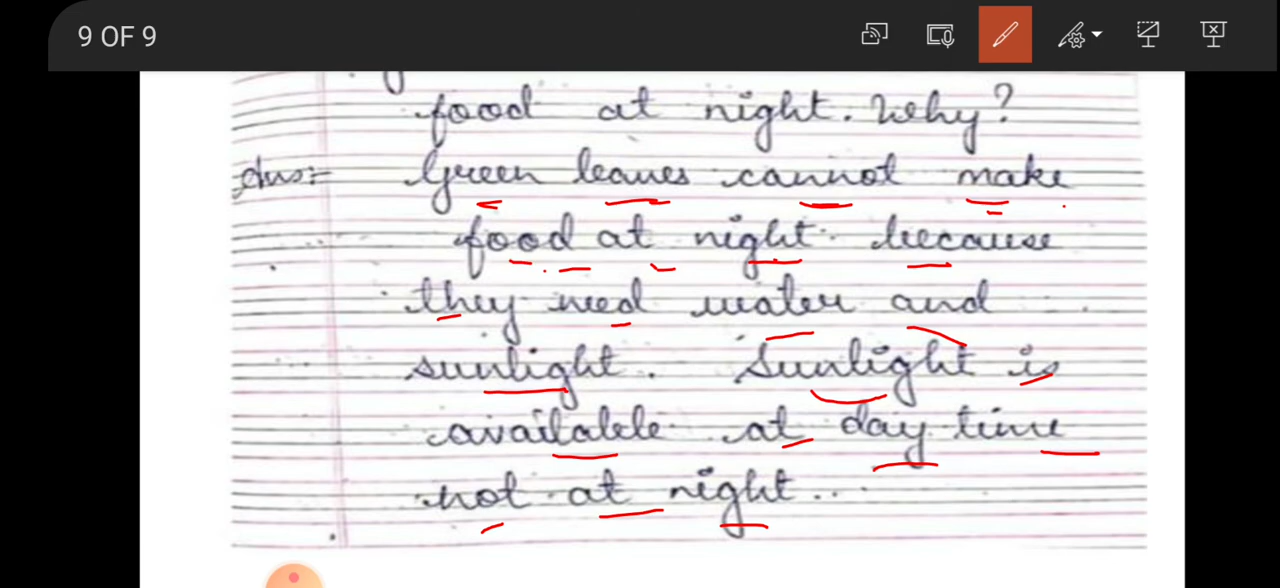 9 OF 9
food at night. Why?
Ans:- Green leaves cannot make
food at night because
they need water and
sunlight. Sunlight is
available at day time
not at night..